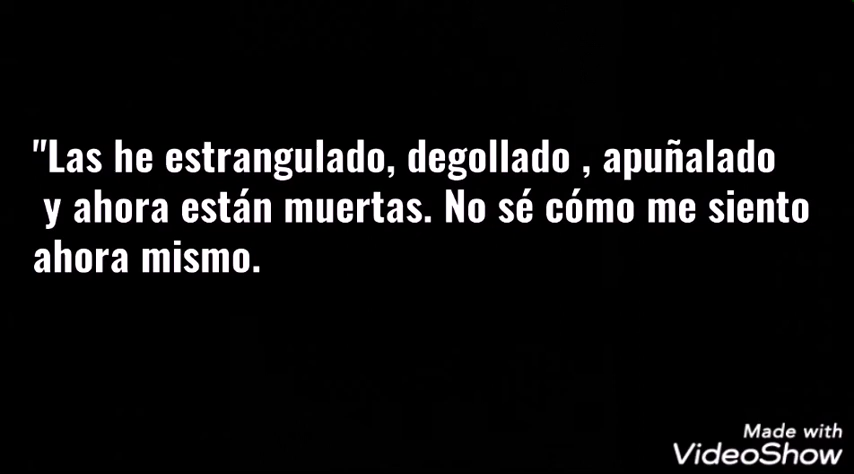 "Las he estrangulado, degollado , apuñalado
y ahora están muertas. No sé cómo me siento
ahora mismo.
Made with
VideoShow